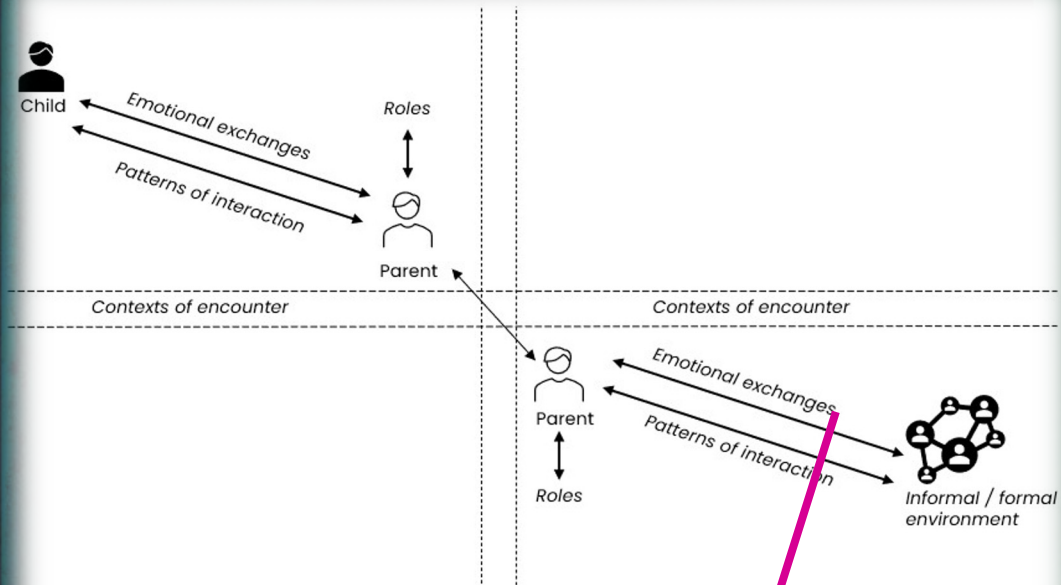 Child
Emotional exchanges
Patterns of interaction
Roles
Parent
Contexts of encounter
Contexts of encounter
Parent
Roles
Emotional exchanges
Patterns of interaction
Informal / formal
environment